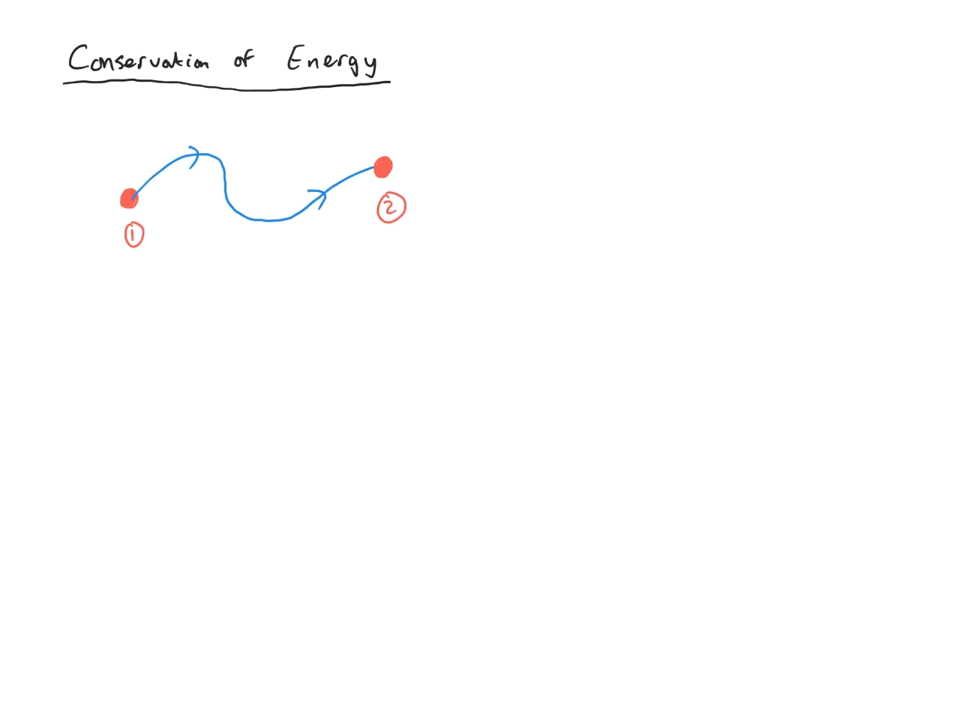 Conservation of Energy
① ②